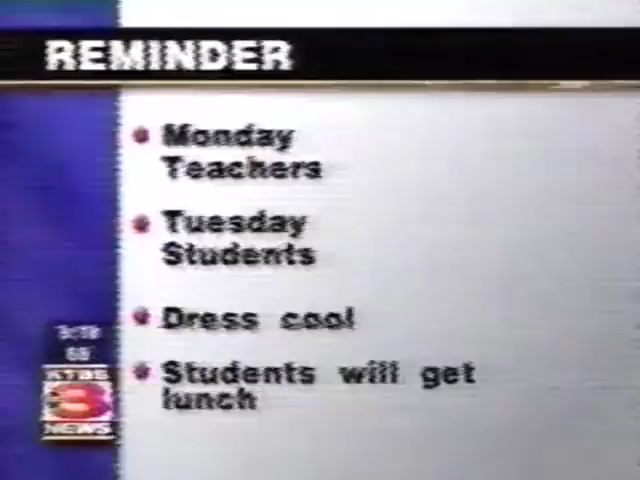 REMINDER
Monday
Teachers
Tuesday
Students
Dress cool
Students will get
lunch
KTBS
3
NEWS